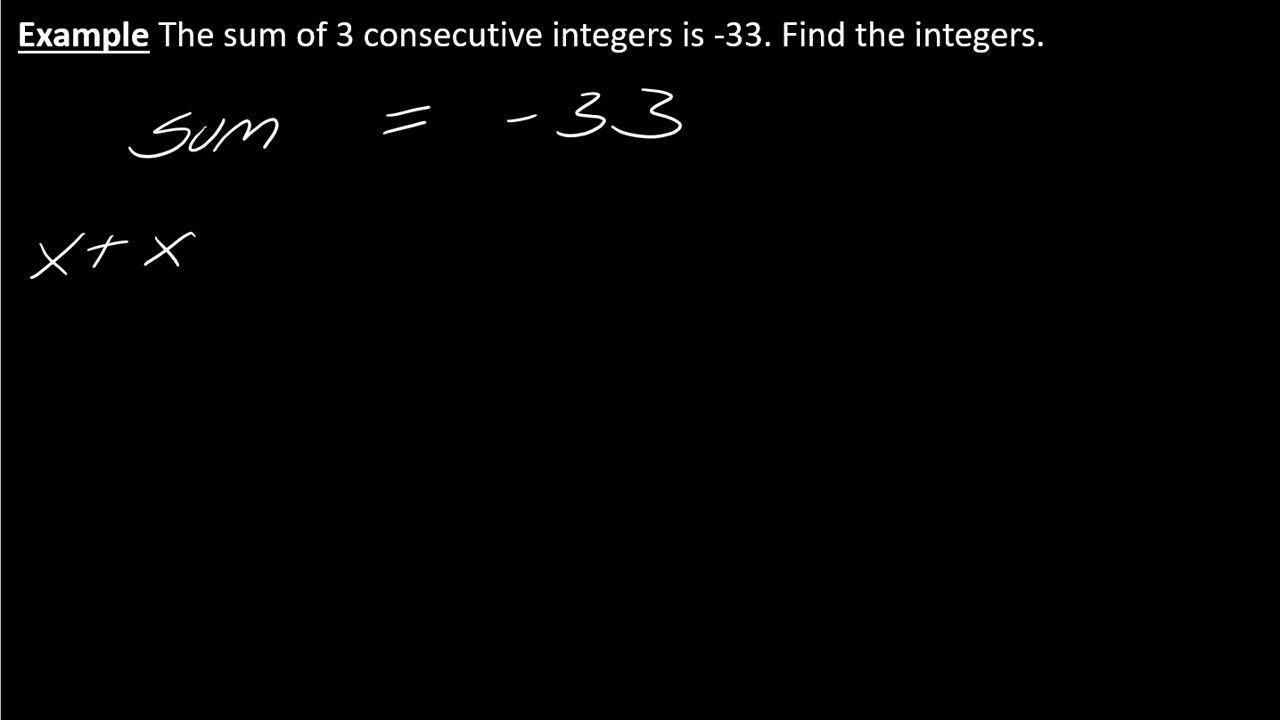 Example The sum of 3 consecutive integers is -33. Find the integers.
sum = -33
x + x